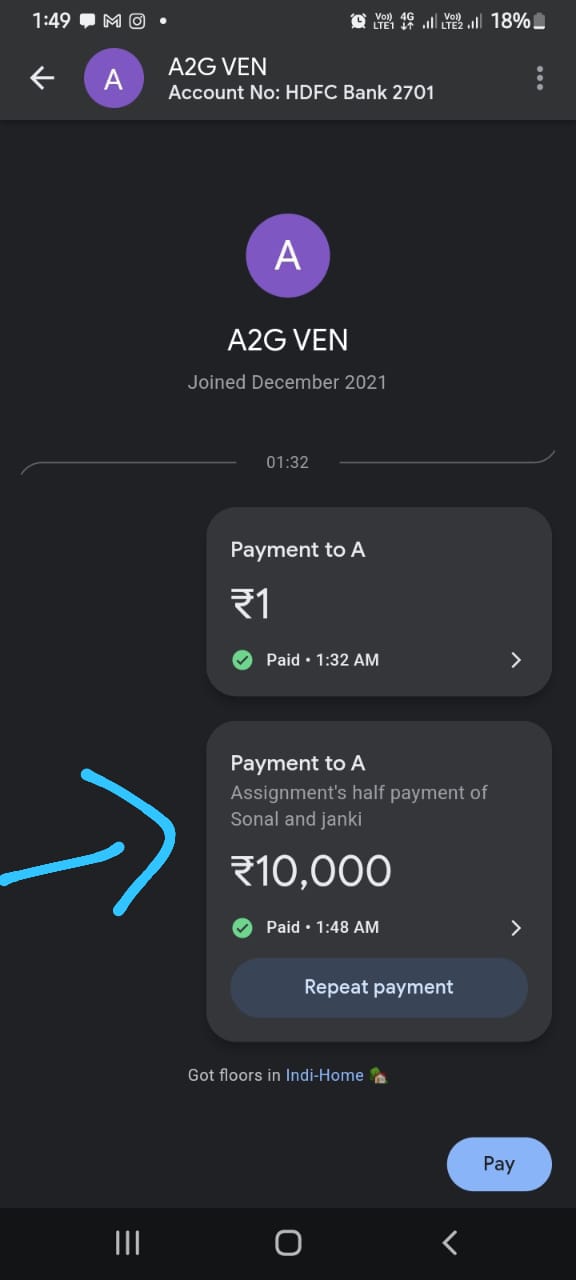 1:49 Vo)) LTE1 4G Vo)) LTE2 18%
A
A2G VEN
Account No: HDFC Bank 2701
A
A2G VEN
Joined December 2021
01:32
Payment to A
₹1
Paid • 1:32 AM
Payment to A
Assignment's half payment of
Sonal and janki
₹10,000
Paid • 1:48 AM
Repeat payment
Got floors in Indi-Home
Pay